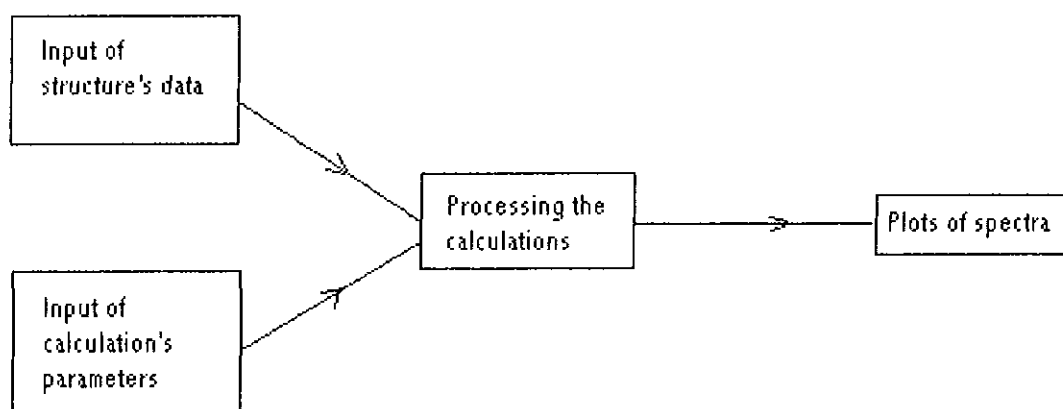 Input of
structure's data
Processing the
calculations
Plots of spectra
Input of
calculation's
parameters